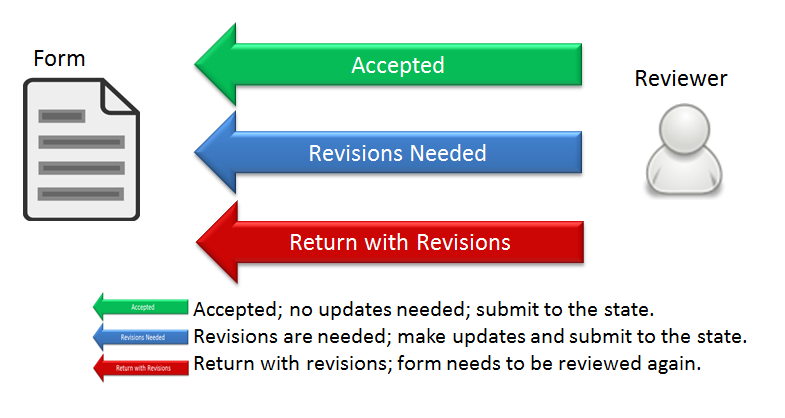 Form
Accepted
Reviewer
Revisions Needed
Return with Revisions
Accepted
Accepted; no updates needed; submit to the state.
Revisions Needed
Revisions are needed; make updates and submit to the state.
Return with Revisions
Return with revisions; form needs to be reviewed again.